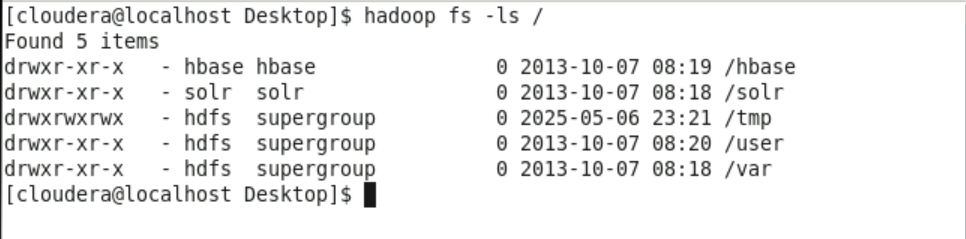 [cloudera@localhost Desktop]$ hadoop fs -ls /
Found 5 items
drwxr-xr-x   - hbase hbase               0 2013-10-07 08:19 /hbase
drwxr-xr-x   - solr  solr                0 2013-10-07 08:18 /solr
drwxrwxrwx   - hdfs  supergroup          0 2025-05-06 23:21 /tmp
drwxr-xr-x   - hdfs  supergroup          0 2013-10-07 08:20 /user
drwxr-xr-x   - hdfs  supergroup          0 2013-10-07 08:18 /var
[cloudera@localhost Desktop]$